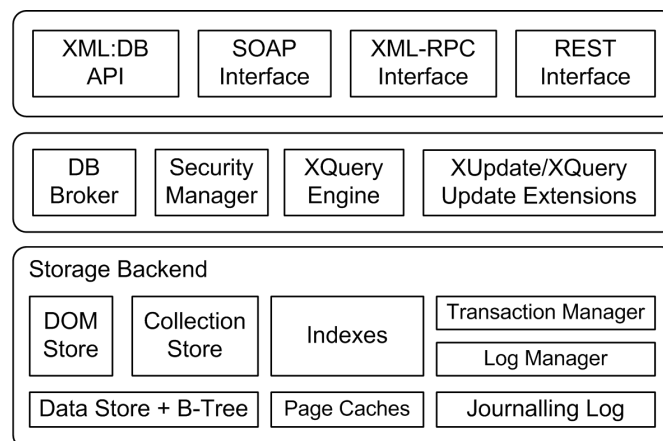 XML:DB
API
SOAP
Interface
XML-RPC
Interface
REST
Interface
DB
Broker
Security
Manager
XQuery
Engine
XUpdate/XQuery
Update Extensions
Storage Backend
DOM
Store
Collection
Store
Indexes
Transaction Manager
Log Manager
Data Store + B-Tree
Page Caches
Journalling Log